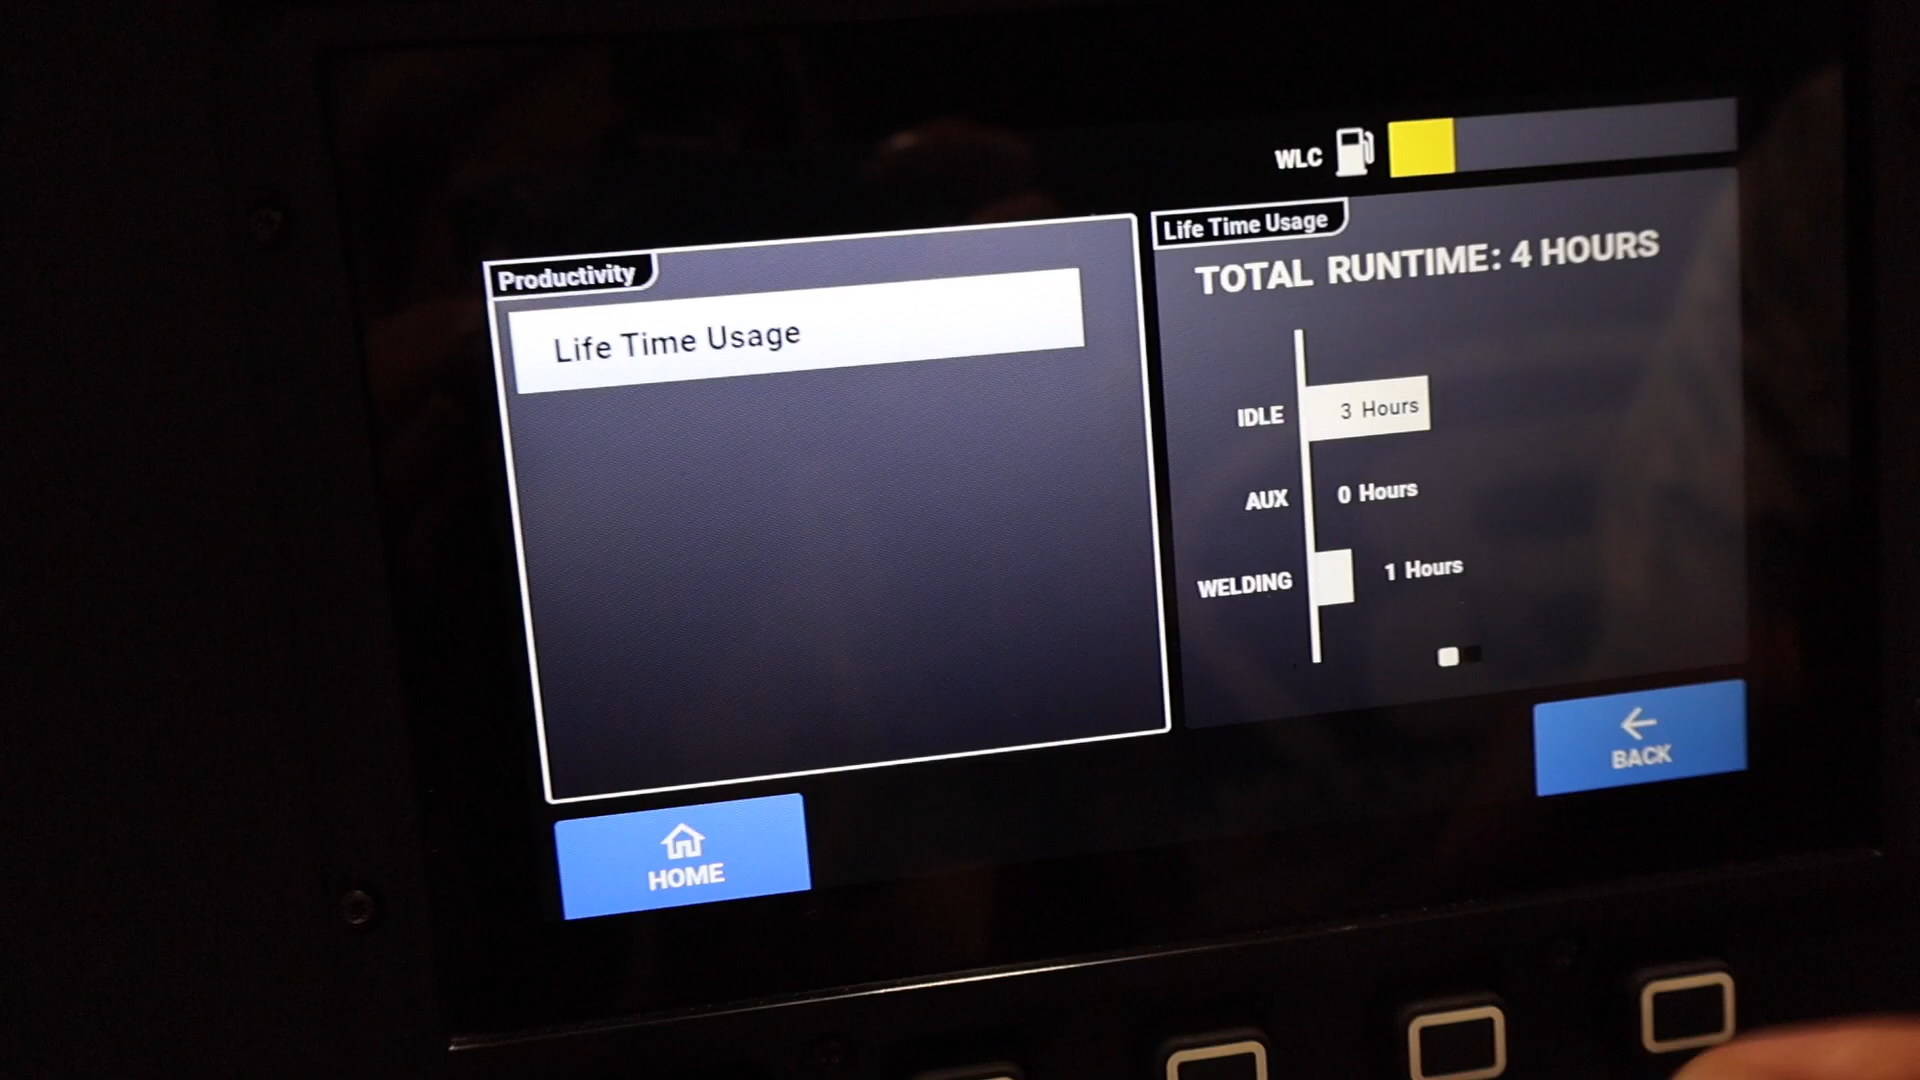 WLC
Productivity
Life Time Usage
Life Time Usage
TOTAL RUNTIME: 4 HOURS
IDLE 3 Hours
AUX 0 Hours
WELDING 1 Hours
HOME
BACK